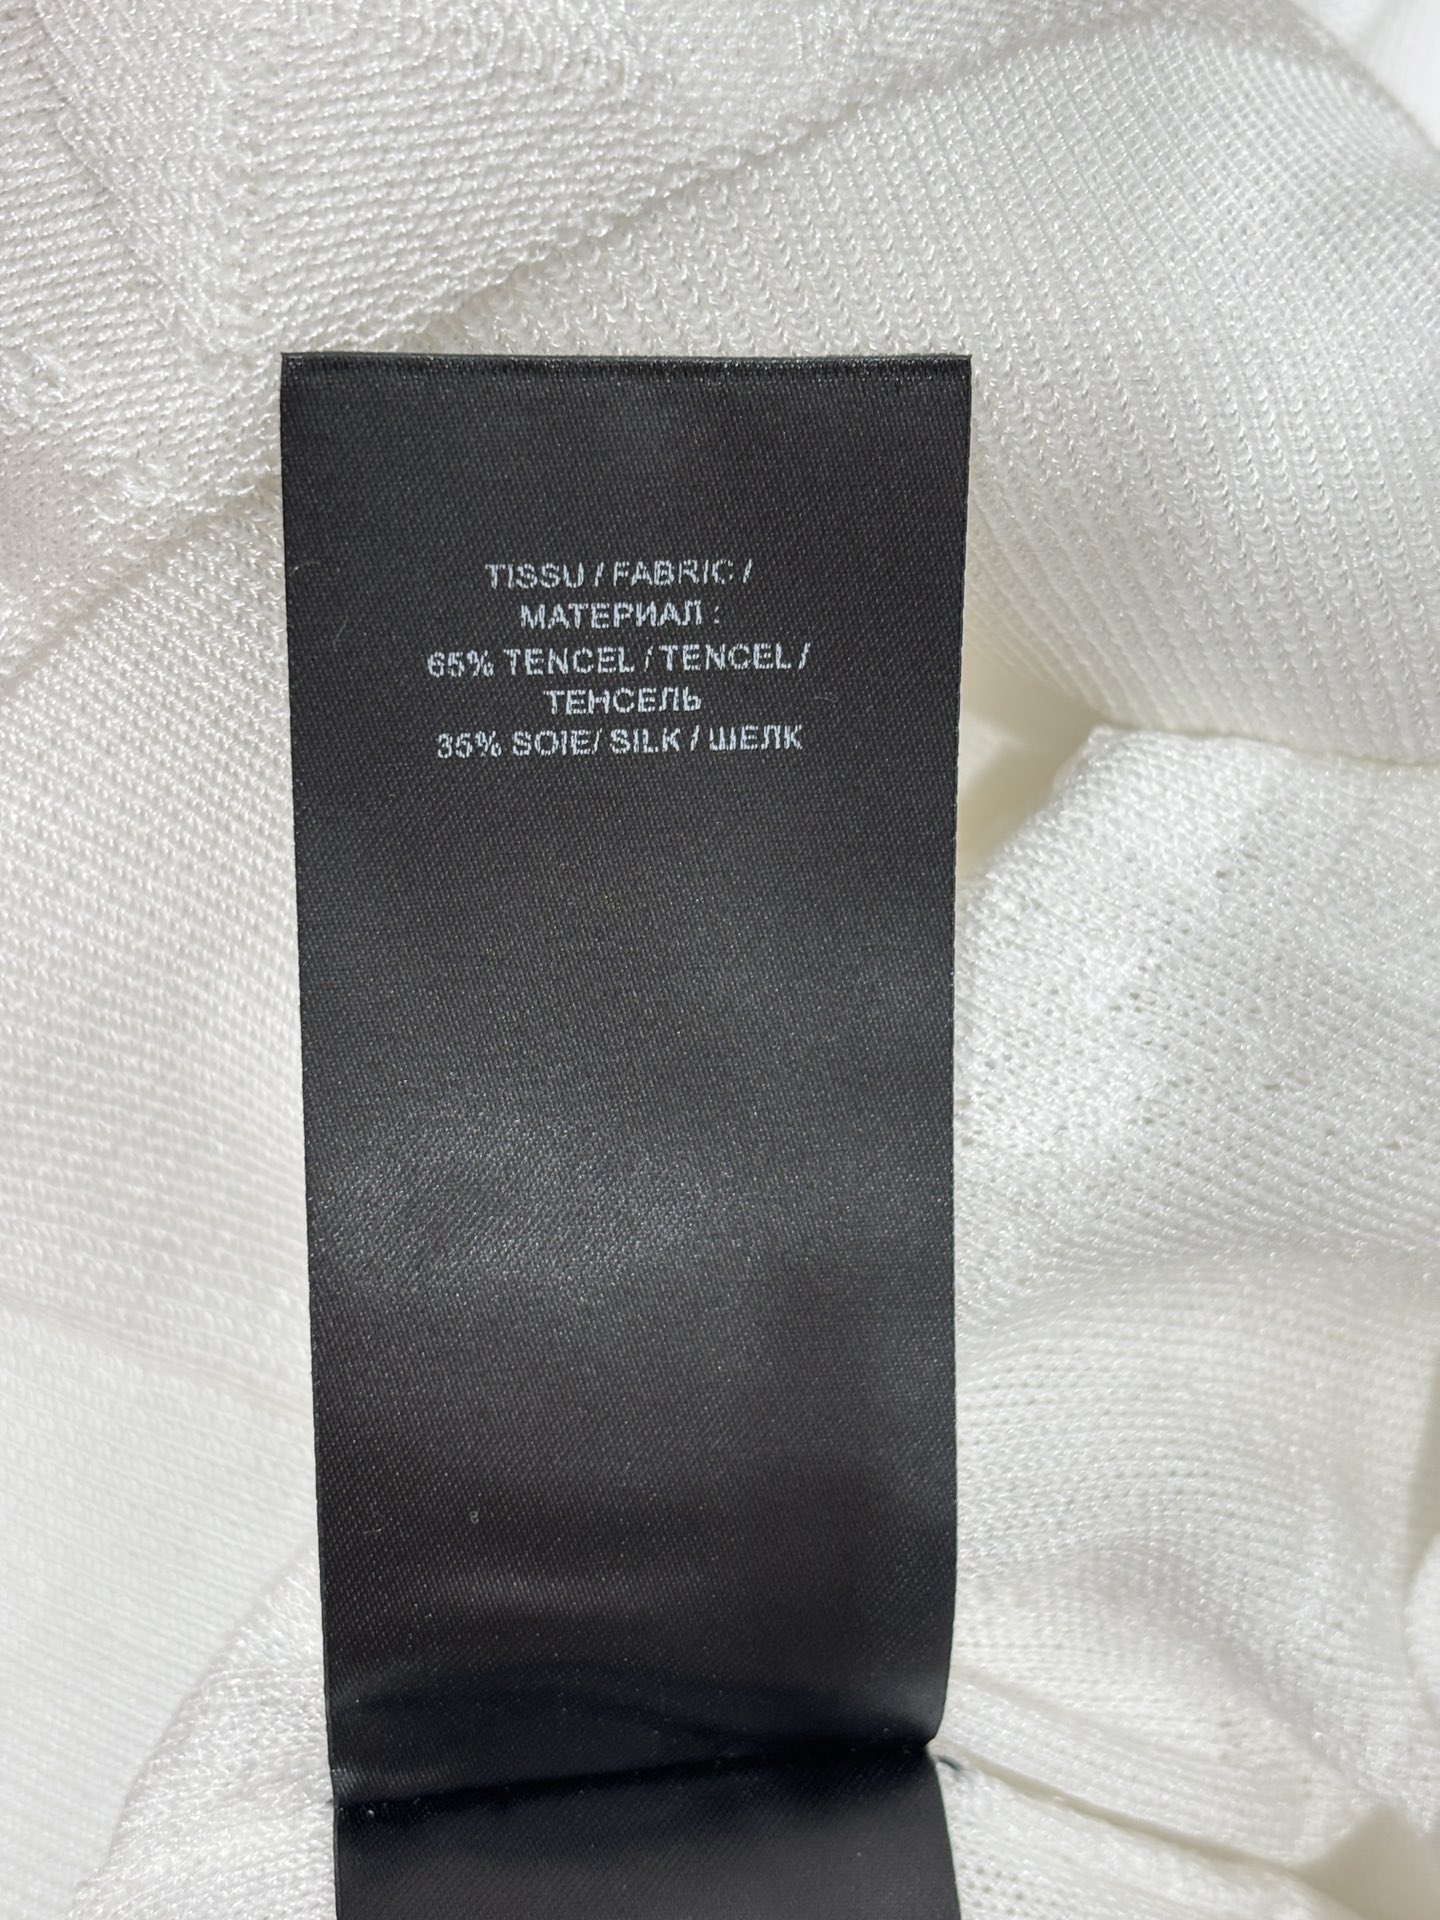 TISSU / FABRIC /
МАТЕРИАЛ :
65% TENCEL / TENCEL /
ТЕНСЕЛЬ
35% SOIE/ SILK / ШЕЛК